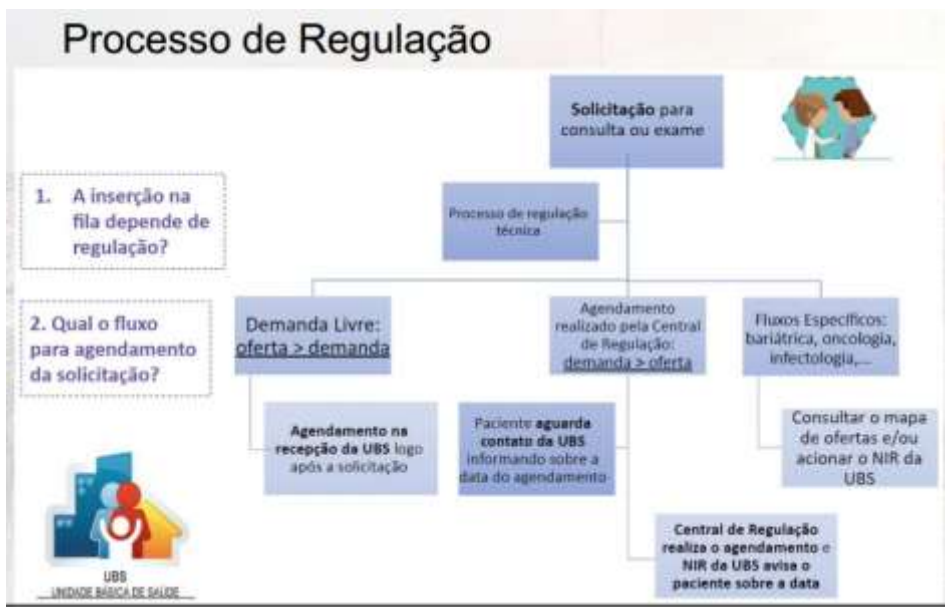 Processo de Regulação
Solicitação para
consulta ou exame
1. A inserção na
fila depende de
regulação?
Processo de regulação
técnica
2. Qual o fluxo
para agendamento
da solicitação?
Demanda Livre:
oferta > demanda
Agendamento
realizado pela Central
de Regulação:
demanda > oferta
Fluxos Específicos:
bariátrica, oncologia,
infectologia,...
Agendamento na
recepção da UBS logo
após a solicitação
Paciente aguarda
contato da UBS
informando sobre a
data do agendamento
Consultar o mapa
de ofertas e/ou
acionar o NIR da
UBS
Central de Regulação
realiza o agendamento e
NIR da UBS avisa o
paciente sobre a data
UBS
UNIDADE BÁSICA DE SAÚDE